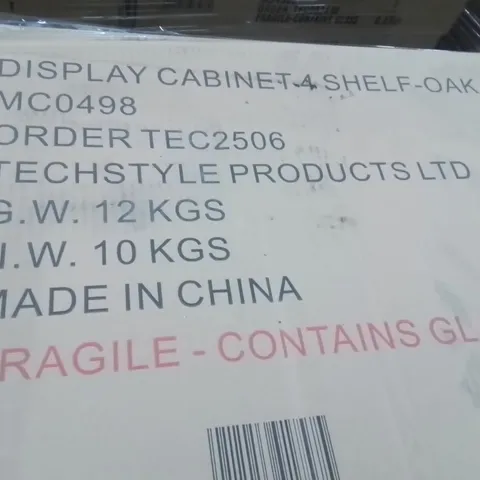 DISPLAY CABINET-4 SHELF-OAK
MC0498
ORDER TEC2506
TECHSTYLE PRODUCTS LTD
G.W. 12 KGS
N.W. 10 KGS
MADE IN CHINA
FRAGILE - CONTAINS GL